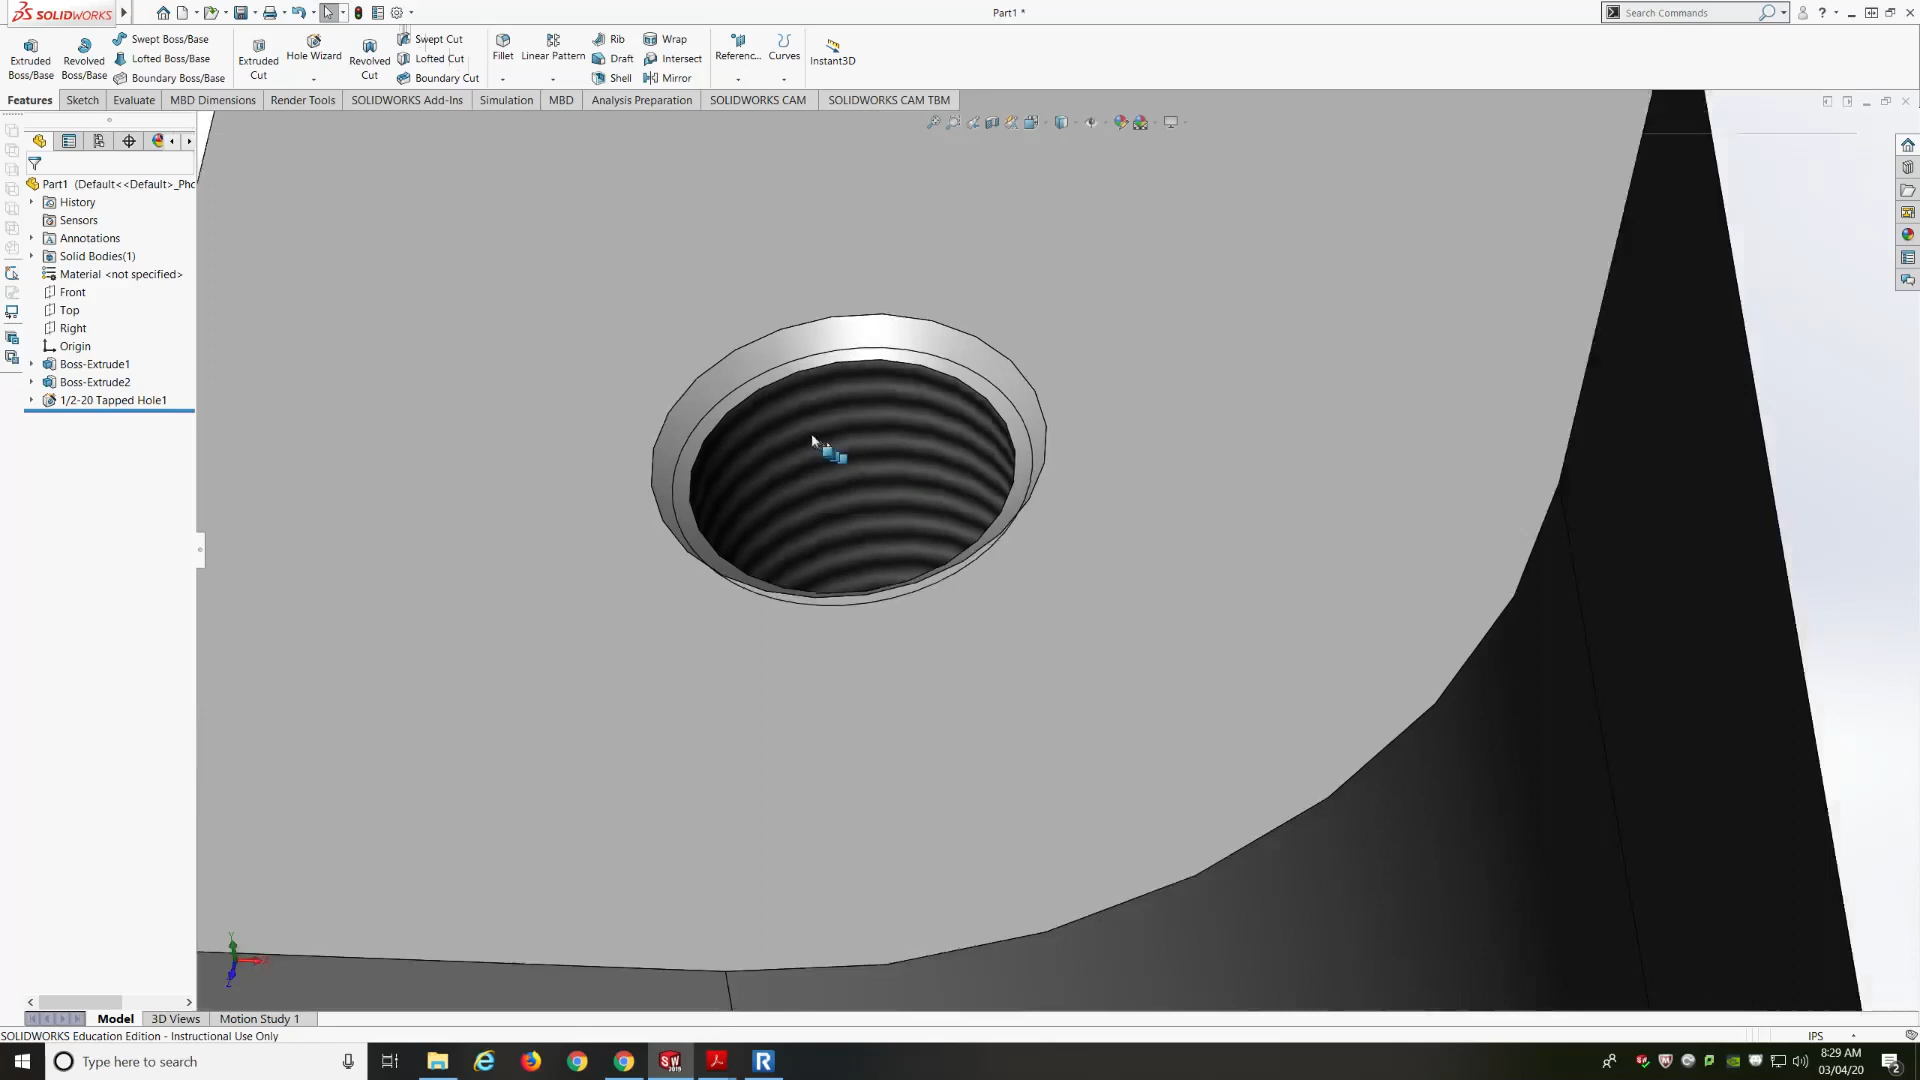 SOLIDWORKS
Part1 *
Search Commands
Extruded Boss/Base
Revolved Boss/Base
Swept Boss/Base
Lofted Boss/Base
Boundary Boss/Base
Extruded Cut
Hole Wizard
Revolved Cut
Swept Cut
Lofted Cut
Boundary Cut
Fillet
Linear Pattern
Rib
Draft
Shell
Wrap
Intersect
Mirror
Referenc...
Curves
Instant3D
Features
Sketch
Evaluate
MBD Dimensions
Render Tools
SOLIDWORKS Add-Ins
Simulation
MBD
Analysis Preparation
SOLIDWORKS CAM
SOLIDWORKS CAM TBM
Part1 (Default<<Default>_Phc
History
Sensors
Annotations
Solid Bodies(1)
Material <not specified>
Front
Top
Right
Origin
Boss-Extrude1
Boss-Extrude2
1/2-20 Tapped Hole1
Y
X
Z
Model
3D Views
Motion Study 1
SOLIDWORKS Education Edition - Instructional Use Only
IPS
Type here to search
SW
2019
R
8:29 AM
03/04/20
2